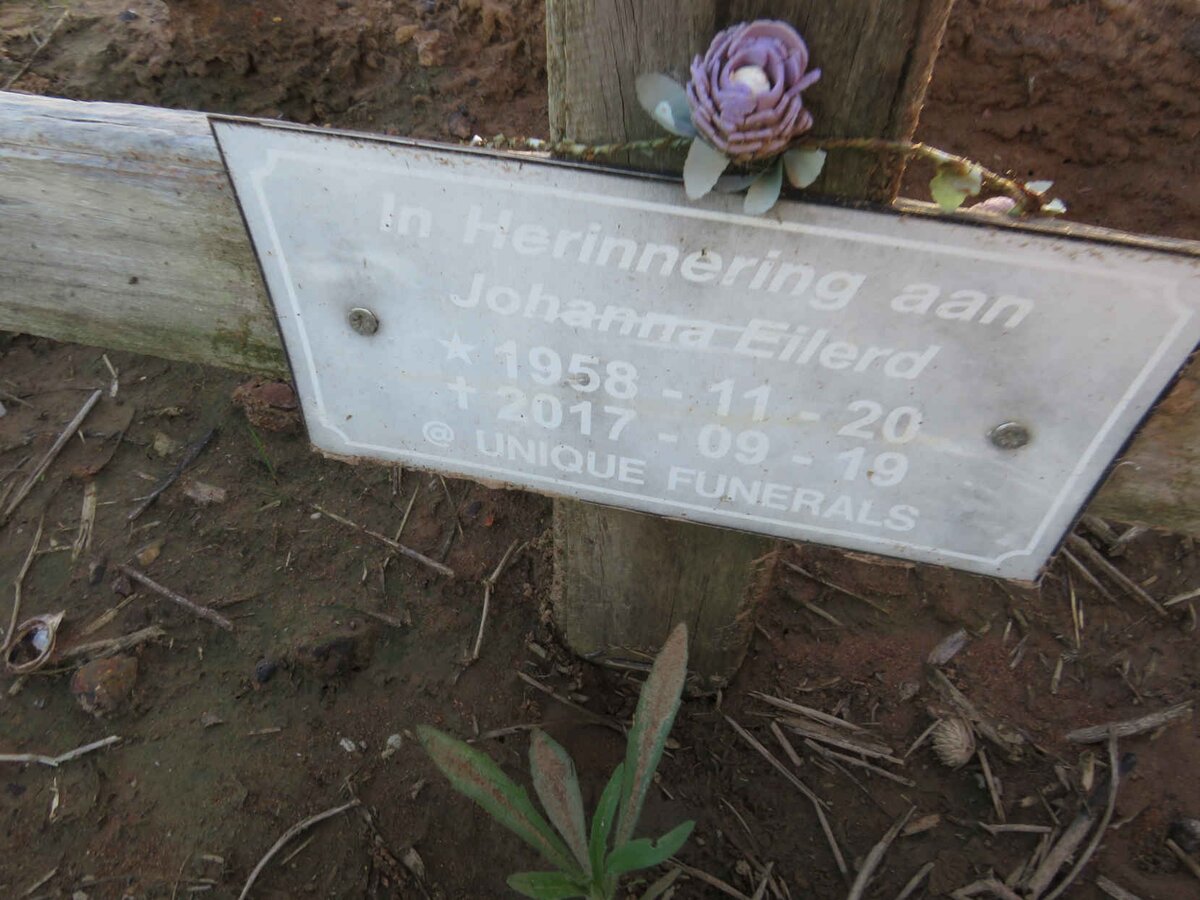 In Herinnering aan
Johanna Eilerd
★ 1958 - 11 - 20
✝ 2017 - 09 - 19
@ UNIQUE FUNERALS